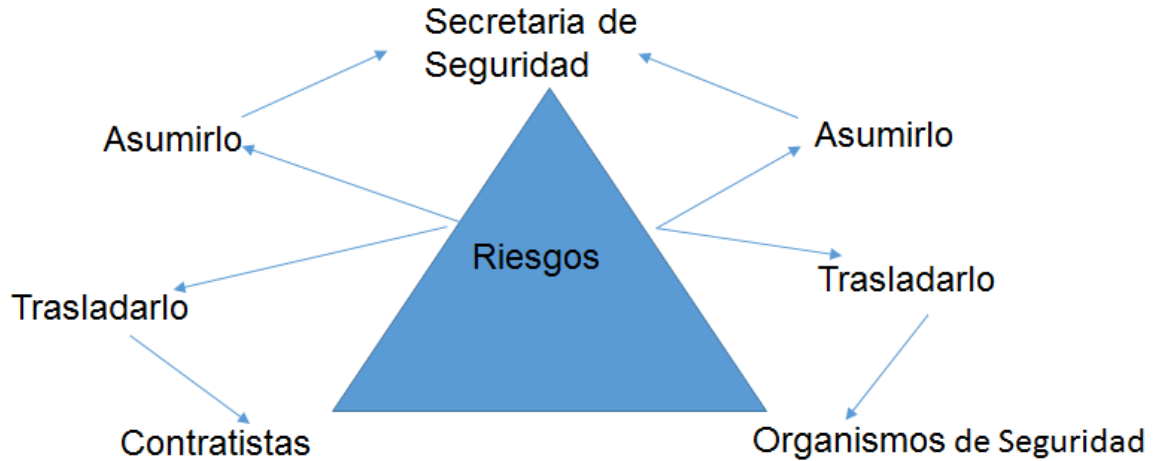 Secretaria de
Seguridad
Asumirlo
Asumirlo
Riesgos
Trasladarlo
Trasladarlo
Contratistas
Organismos de Seguridad